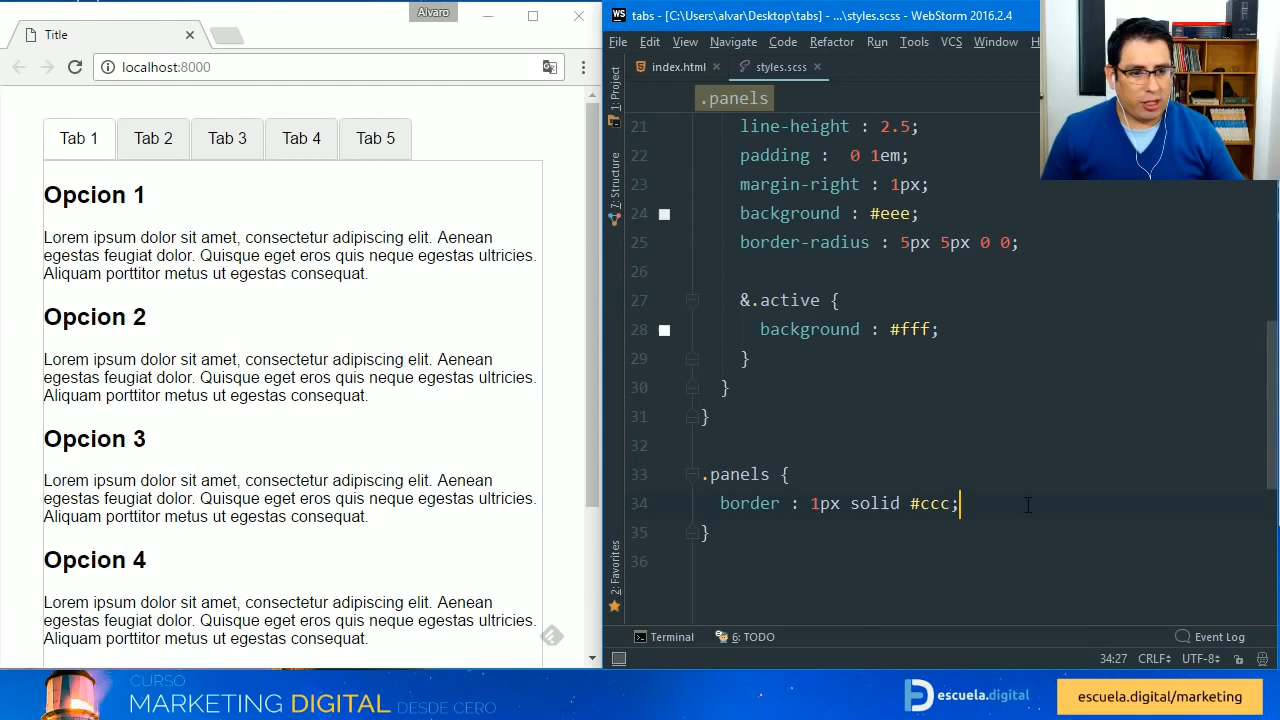 Alvaro
Title
localhost:8000
Tab 1
Tab 2
Tab 3
Tab 4
Tab 5
Opcion 1
Lorem ipsum dolor sit amet, consectetur adipiscing elit. Aenean
egestas feugiat dolor. Quisque eget eros quis neque egestas ultricies.
Aliquam porttitor metus ut egestas consequat.
Opcion 2
Lorem ipsum dolor sit amet, consectetur adipiscing elit. Aenean
egestas feugiat dolor. Quisque eget eros quis neque egestas ultricies.
Aliquam porttitor metus ut egestas consequat.
Opcion 3
Lorem ipsum dolor sit amet, consectetur adipiscing elit. Aenean
egestas feugiat dolor. Quisque eget eros quis neque egestas ultricies.
Aliquam porttitor metus ut egestas consequat.
Opcion 4
Lorem ipsum dolor sit amet, consectetur adipiscing elit. Aenean
egestas feugiat dolor. Quisque eget eros quis neque egestas ultricies.
Aliquam porttitor metus ut egestas consequat.
WS tabs - [C:\Users\alvar\Desktop\tabs] - ...\styles.scss - WebStorm 2016.2.4
File Edit View Navigate Code Refactor Run Tools VCS Window H
index.html styles.scss
1: Project
7: Structure
2: Favorites
.panels
21 line-height : 2.5;
22 padding : 0 1em;
23 margin-right : 1px;
24 background : #eee;
25 border-radius : 5px 5px 0 0;
26
27 &.active {
28 background : #fff;
29 }
30 }
31 }
32
33 .panels {
34 border : 1px solid #ccc;
35 }
36
Terminal 6: TODO Event Log
34:27 CRLF UTF-8
CURSO
MARKETING DIGITAL DESDE CERO
escuela.digital
escuela.digital/marketing